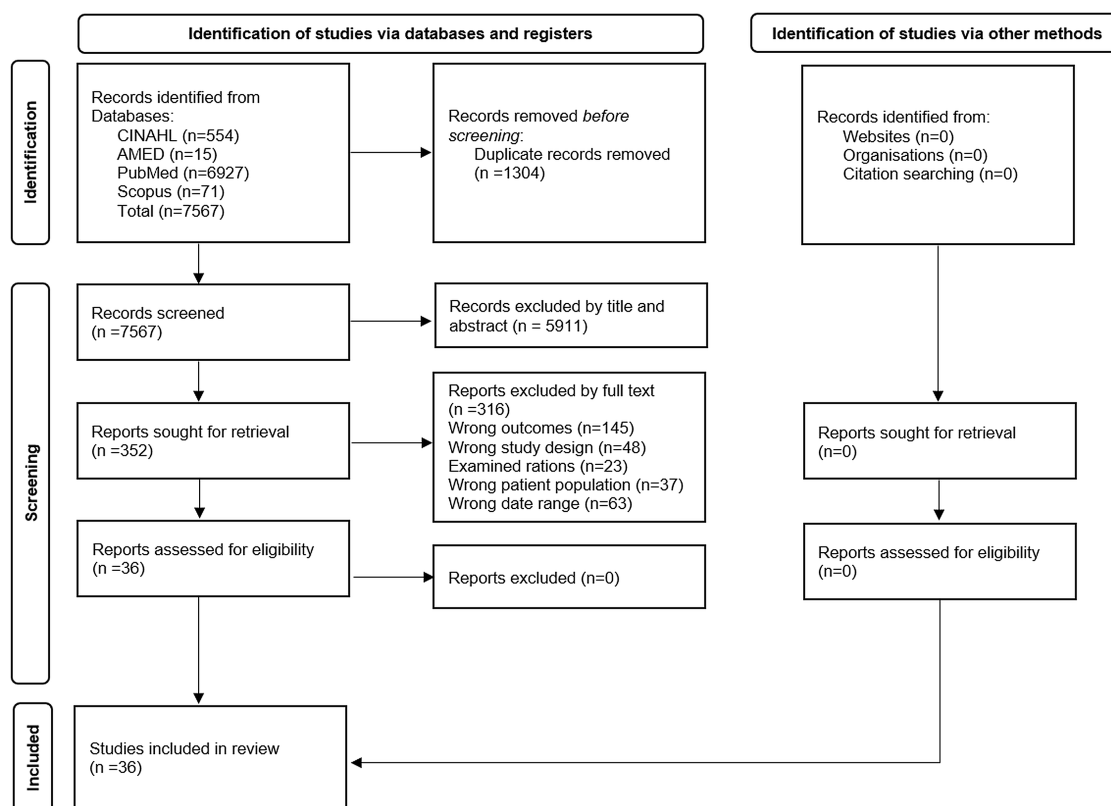 Identification of studies via databases and registers
Identification of studies via other methods
Identification
Records identified from
Databases:
CINAHL (n=554)
AMED (n=15)
PubMed (n=6927)
Scopus (n=71)
Total (n=7567)
Records removed before
screening:
Duplicate records removed
(n =1304)
Records identified from:
Websites (n=0)
Organisations (n=0)
Citation searching (n=0)
Screening
Records screened
(n =7567)
Records excluded by title and
abstract (n = 5911)
Reports sought for retrieval
(n =352)
Reports excluded by full text
(n =316)
Wrong outcomes (n=145)
Wrong study design (n=48)
Examined rations (n=23)
Wrong patient population (n=37)
Wrong date range (n=63)
Reports sought for retrieval
(n=0)
Reports assessed for eligibility
(n =36)
Reports excluded (n=0)
Reports assessed for eligibility
(n=0)
Included
Studies included in review
(n =36)